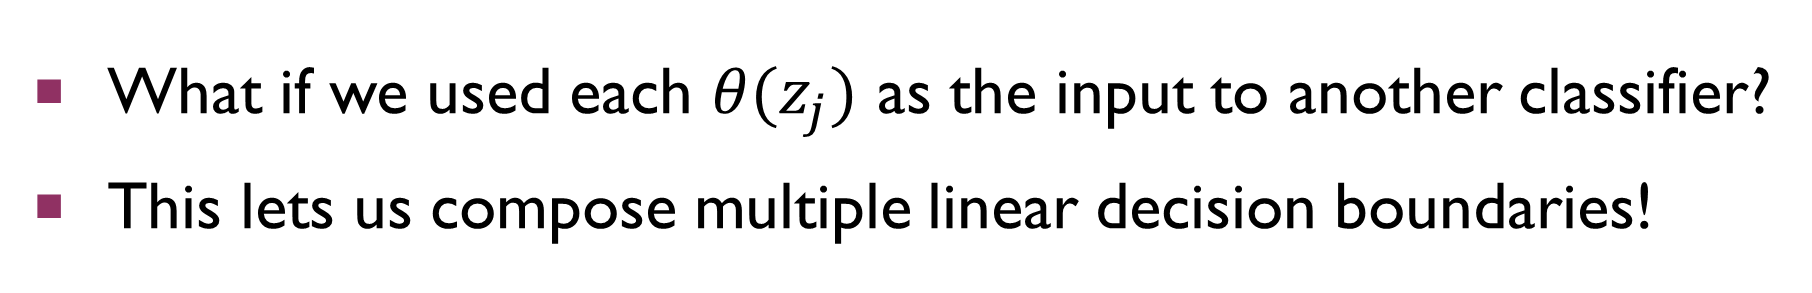 ▪ What if we used each θ(z_j) as the input to another classifier?
▪ This lets us compose multiple linear decision boundaries!